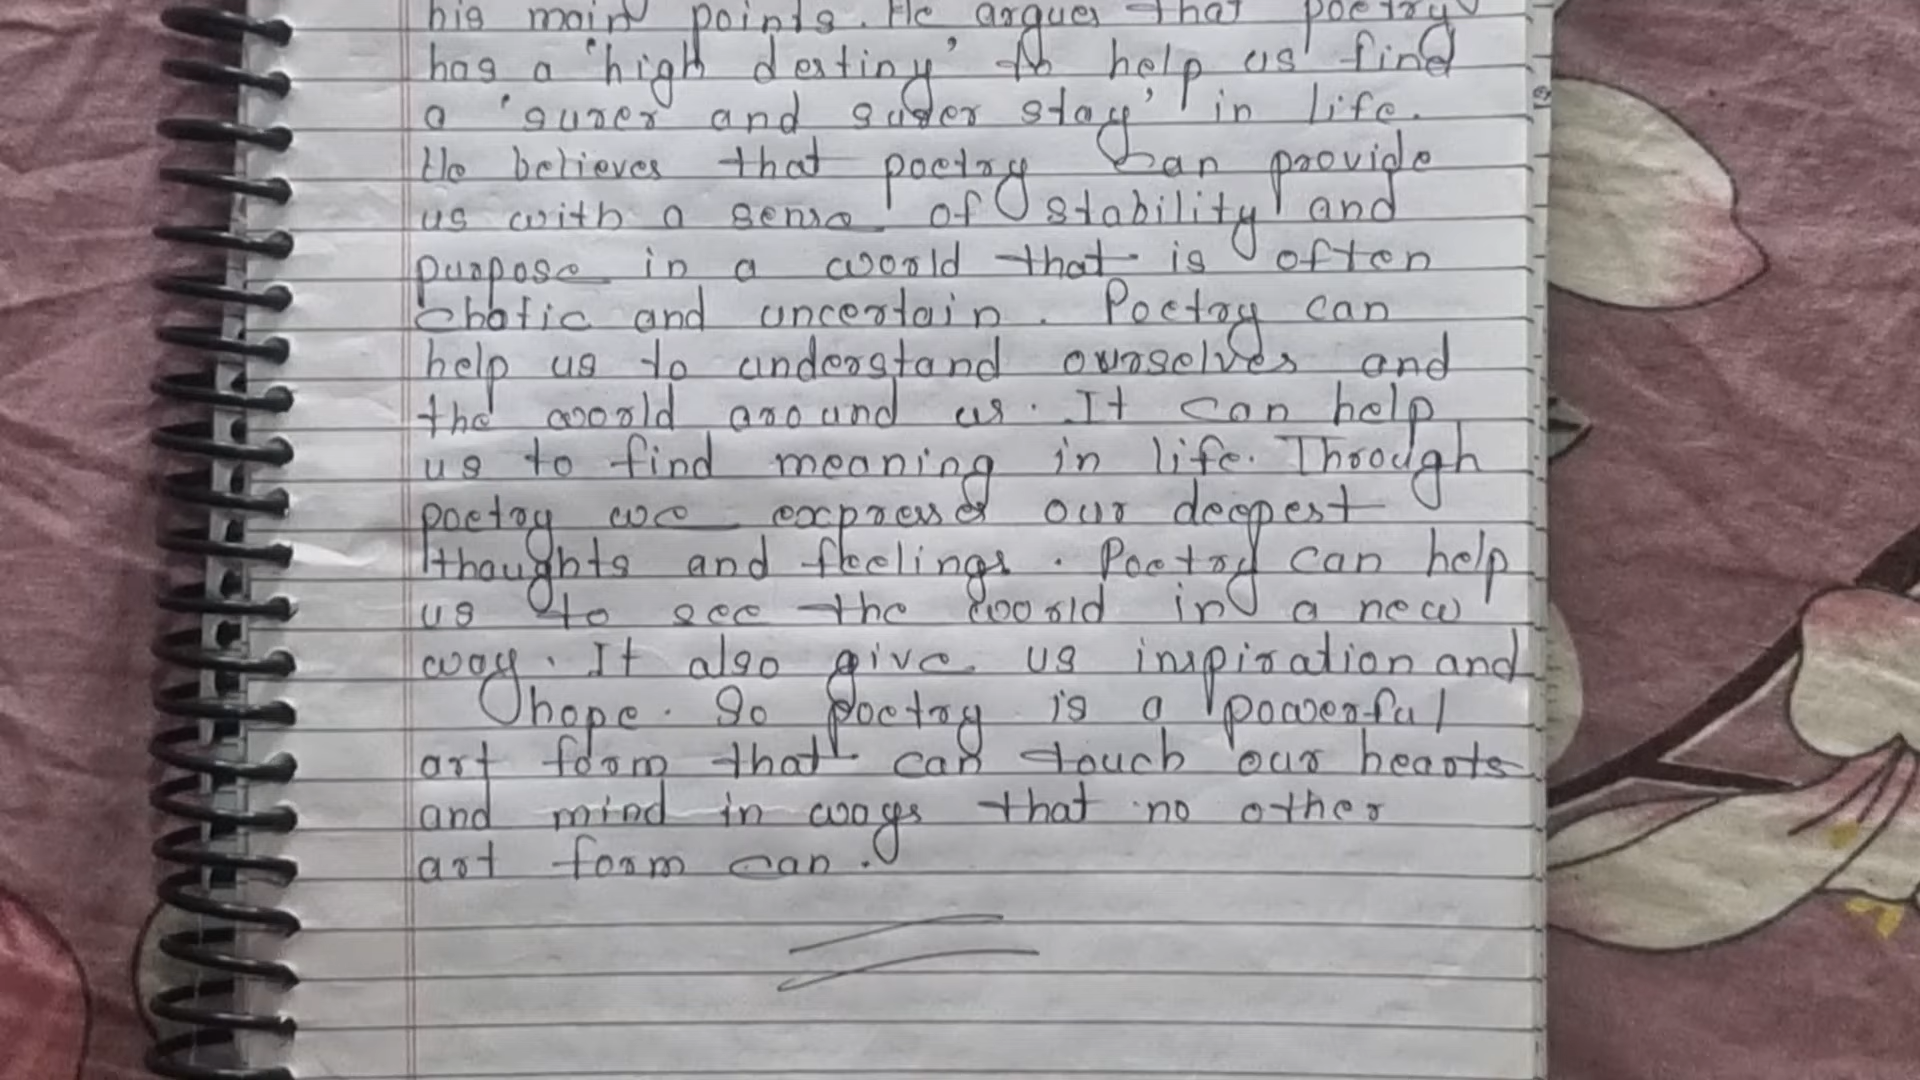 his main points. He argues that poetry
has a 'high destiny' to help us find
a 'surer and surer stay' in life.
He believes that poetry can provide
us with a sense of stability and
purpose in a world that is often
chotic and uncertain. Poetry can
help us to understand ourselves and
the world around us. It can help
us to find meaning in life. Through
poetry we express our deepest
thoughts and feelings. Poetry can help
us to see the world in a new
way. It also give us inspiration and
hope. So poetry is a powerful
art form that can touch our hearts
and mind in ways that no other
art form can.